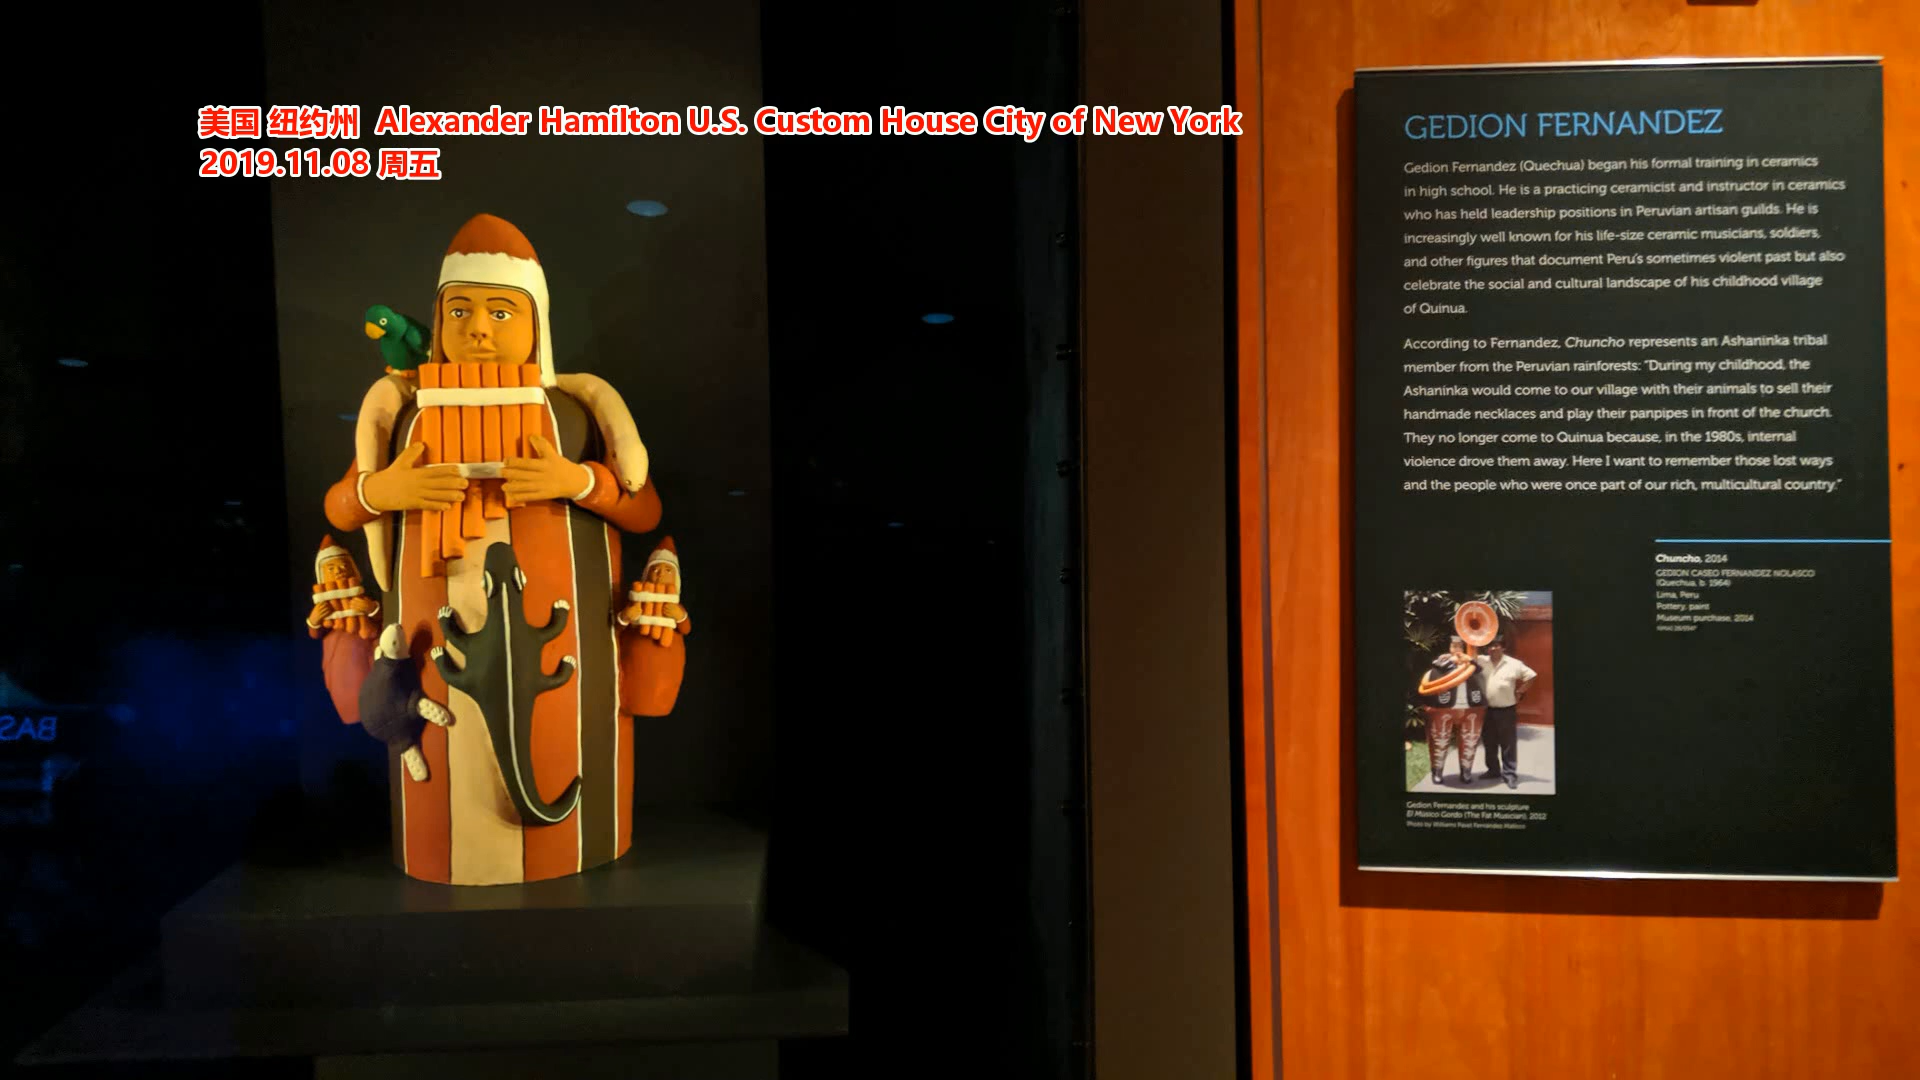 美国 纽约州 Alexander Hamilton U.S. Custom House City of New York
2019.11.08 周五
GEDION FERNANDEZ
Gedion Fernandez (Quechua) began his formal training in ceramics
in high school. He is a practicing ceramicist and instructor in ceramics
who has held leadership positions in Peruvian artisan guilds. He is
increasingly well known for his life-size ceramic musicians, soldiers,
and other figures that document Peru's sometimes violent past but also
celebrate the social and cultural landscape of his childhood village
of Quinua.
According to Fernandez, Chuncho represents an Ashaninka tribal
member from the Peruvian rainforests: "During my childhood, the
Ashaninka would come to our village with their animals to sell their
handmade necklaces and play their panpipes in front of the church.
They no longer come to Quinua because, in the 1980s, internal
violence drove them away. Here I want to remember those lost ways
and the people who were once part of our rich, multicultural country."
Chuncho, 2014
GEDION CASEO FERNANDEZ NOLASCO
(Quechua, b. 1964)
Lima, Peru
Pottery, paint
Museum purchase, 2014
Gedion Fernandez and his sculpture
El Músico Gordo (The Fat Musician), 2012
Photo by Williams Pavel Fernandez
BAS